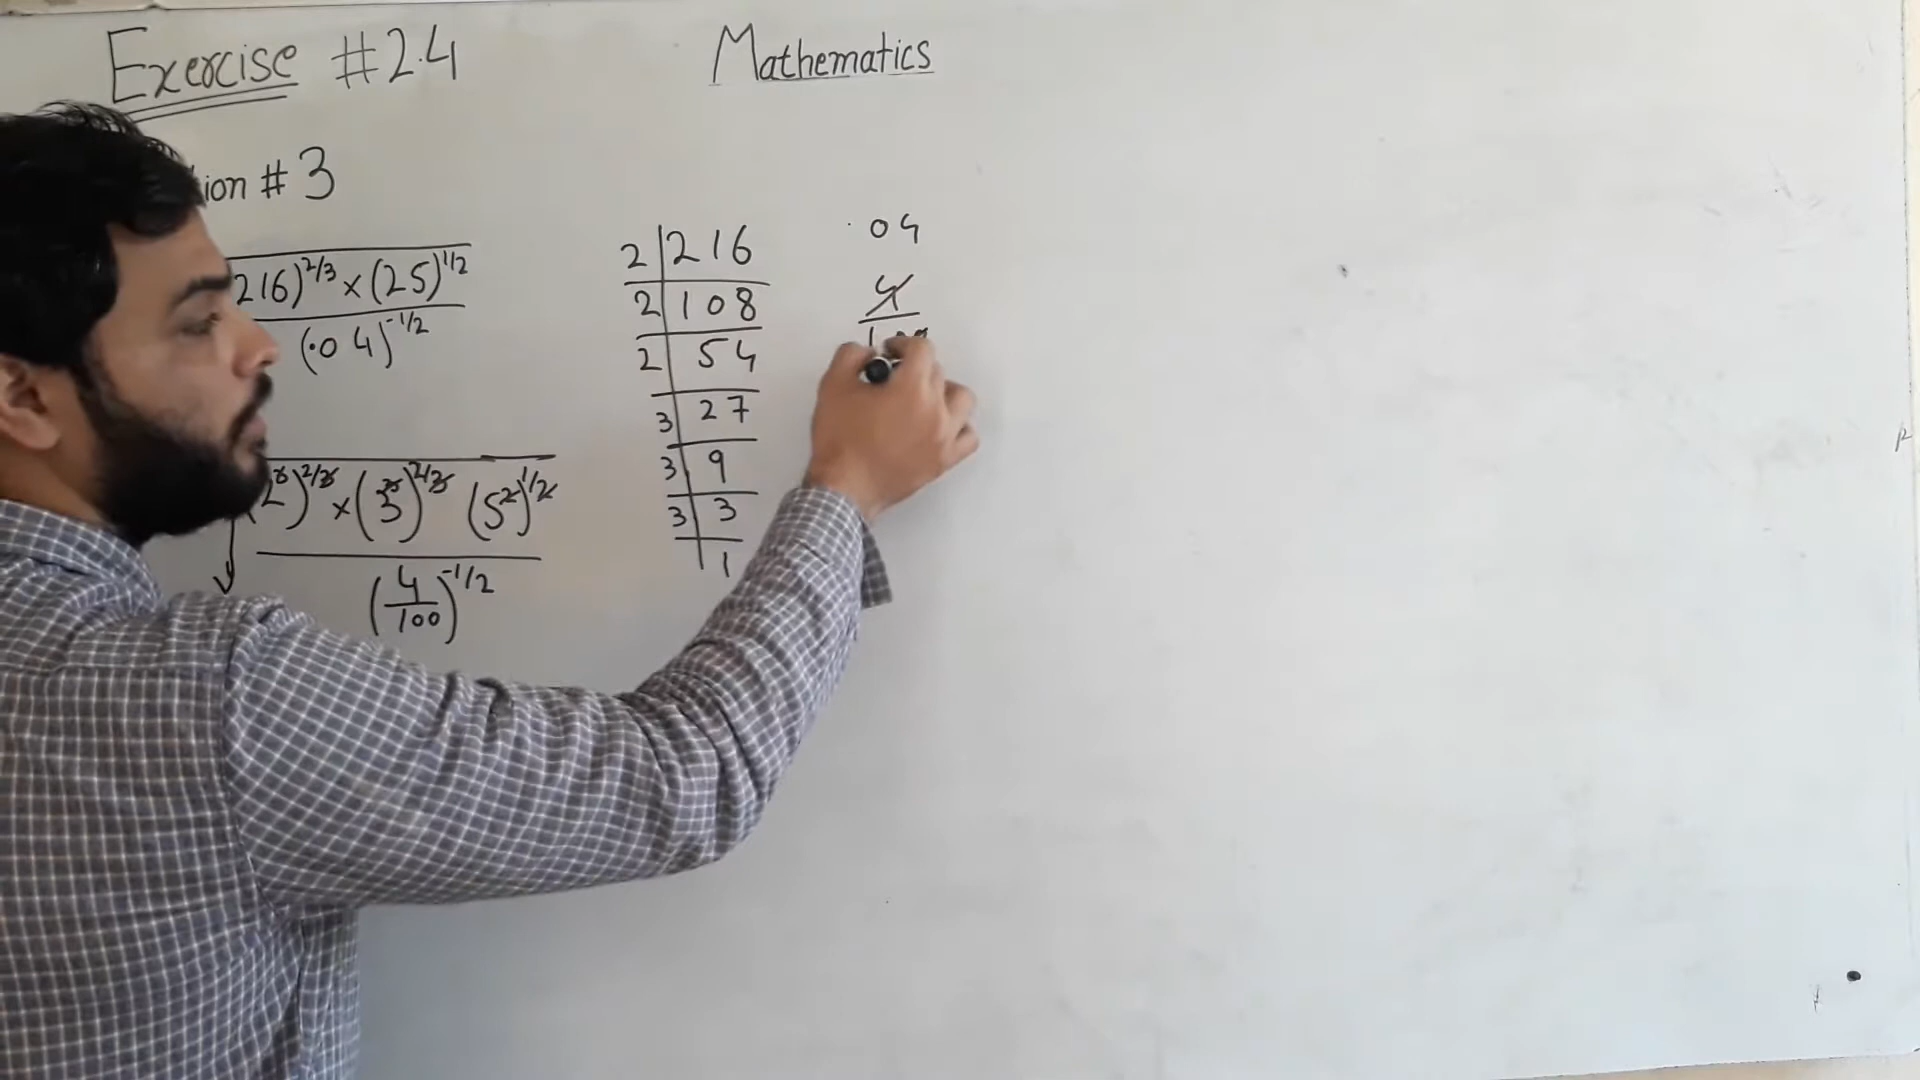 Exercise #2.4
Mathematics
ion # 3
216)^2/3 × (25)^1/2
(.04)^-1/2
2 | 216
2 | 108
2 | 54
3 | 27
3 | 9
3 | 3
1
.04
4
2^3)^2/3 × (3^3)^2/3 (5^2)^1/2
(4/100)^-1/2